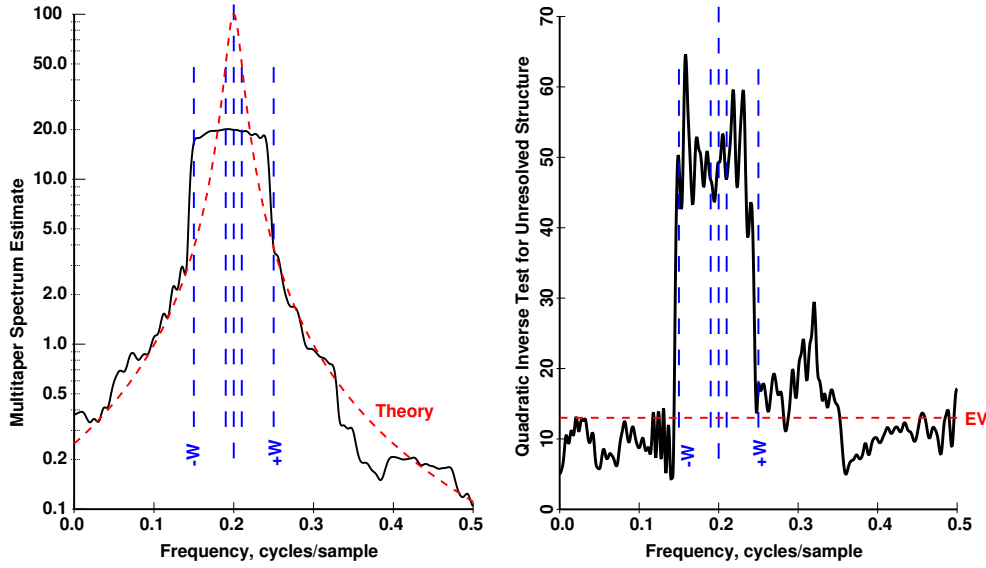 Multitaper Spectrum Estimate
100
50.0
20.0
10.0
5.0
2.0
1.0
0.5
0.2
0.1
0.0 0.1 0.2 0.3 0.4 0.5
Frequency, cycles/sample
Theory
-W
+W
Quadratic Inverse Test for Unresolved Structure
70
60
50
40
30
20
10
0
0.0 0.1 0.2 0.3 0.4 0.5
Frequency, cycles/sample
EV
-W
+W